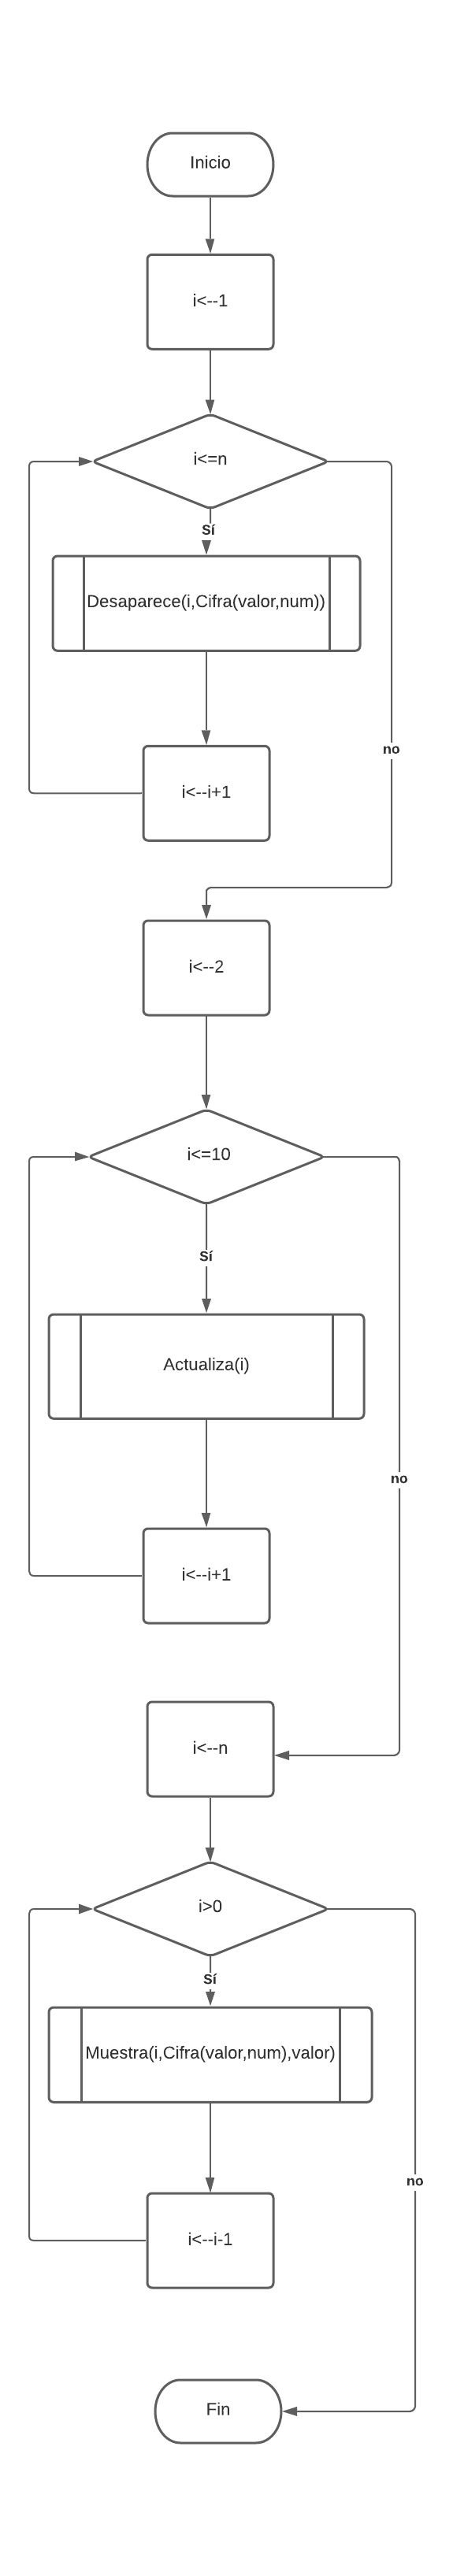 Inicio
i<--1
i<=n
Sí
Desaparece(i,Cifra(valor,num))
no
i<--i+1
i<--2
i<=10
Sí
Actualiza(i)
no
i<--i+1
i<--n
i>0
Sí
Muestra(i,Cifra(valor,num),valor)
no
i<--i-1
Fin